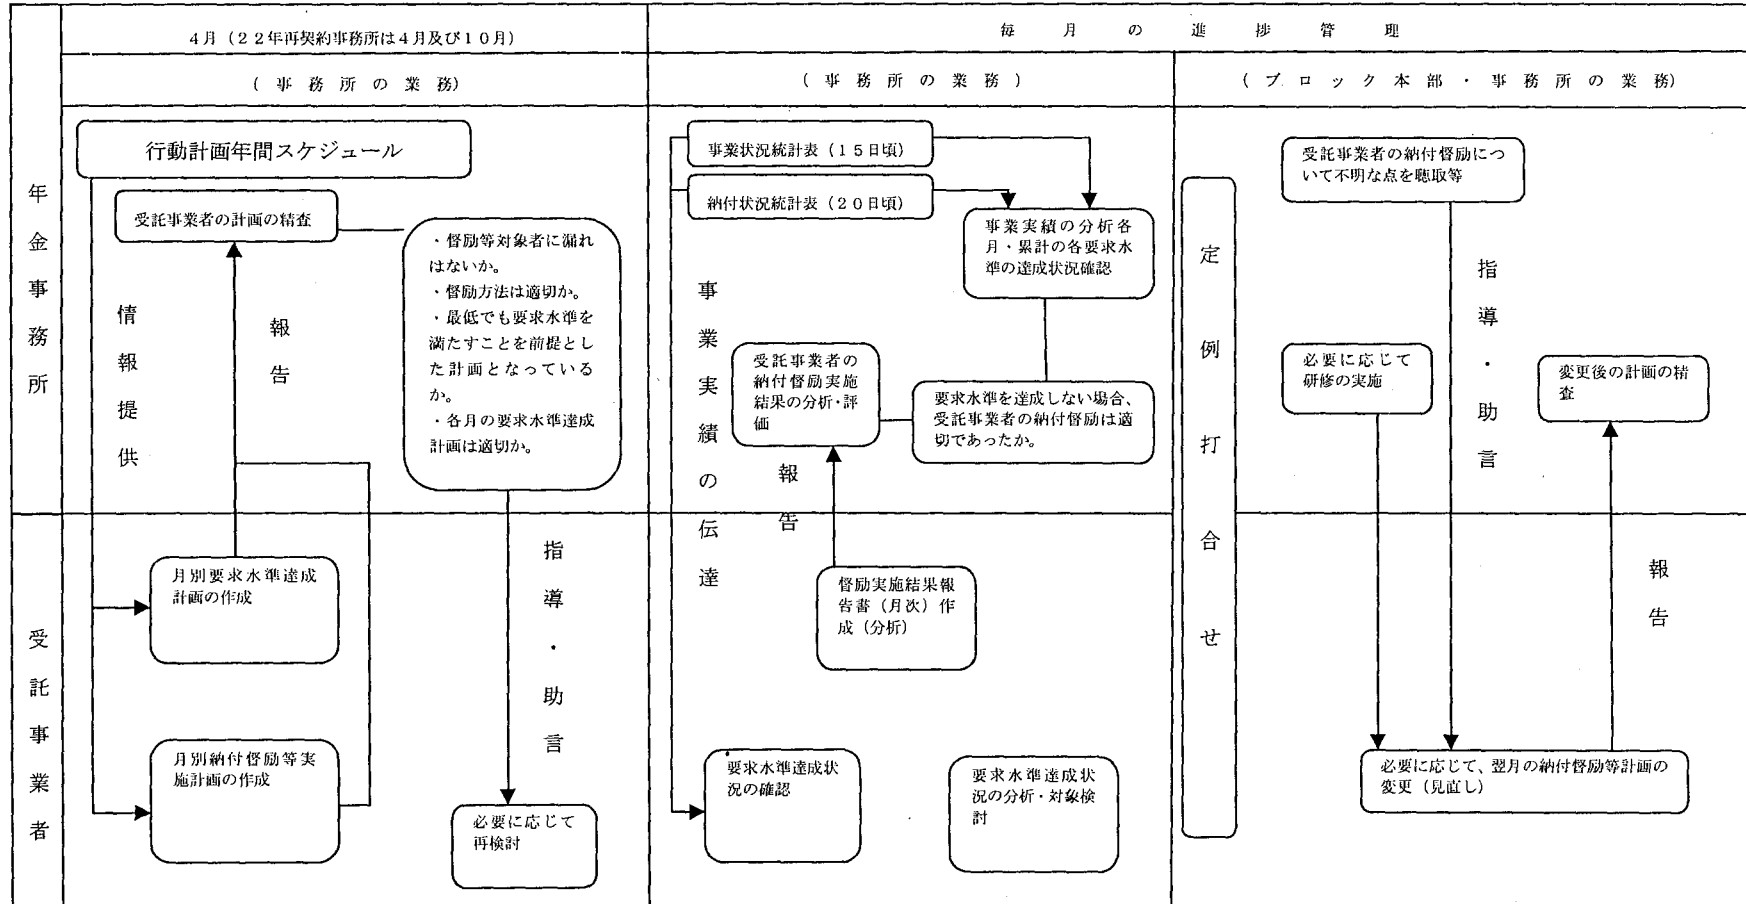 4月(22年再契約事務所は4月及び10月)
毎月の進捗管理
(事務所の業務)
(事務所の業務)
(ブロック本部・事務所の業務)
年金事務所
行動計画年間スケジュール
受託事業者の計画の精査
情報提供
報告
・督励等対象者に漏れ
はないか。
・督励方法は適切か。
・最低でも要求水準を
満たすことを前提とし
た計画となっている
か。
・各月の要求水準達成
計画は適切か。
事業状況統計表(15日頃)
納付状況統計表(20日頃)
事業実績の分析各
月・累計の各要求水
準の達成状況確認
事業実績の伝達
受託事業者の
納付督励実施
結果の分析・評
価
要求水準を達成しない場合、
受託事業者の納付督励は適
切であったか。
報告
定例打合せ
受託事業者の納付督励につ
いて不明な点を聴取等
指導・助言
必要に応じて
研修の実施
変更後の計画の精
査
受託事業者
月別要求水準達成
計画の作成
月別納付督励等実
施計画の作成
指導・助言
必要に応じて
再検討
督励実施結果報
告書(月次)作
成(分析)
要求水準達成状
況の確認
要求水準達成状
況の分析・対象検
討
報告
必要に応じて、翌月の納付督励等計画の
変更(見直し)